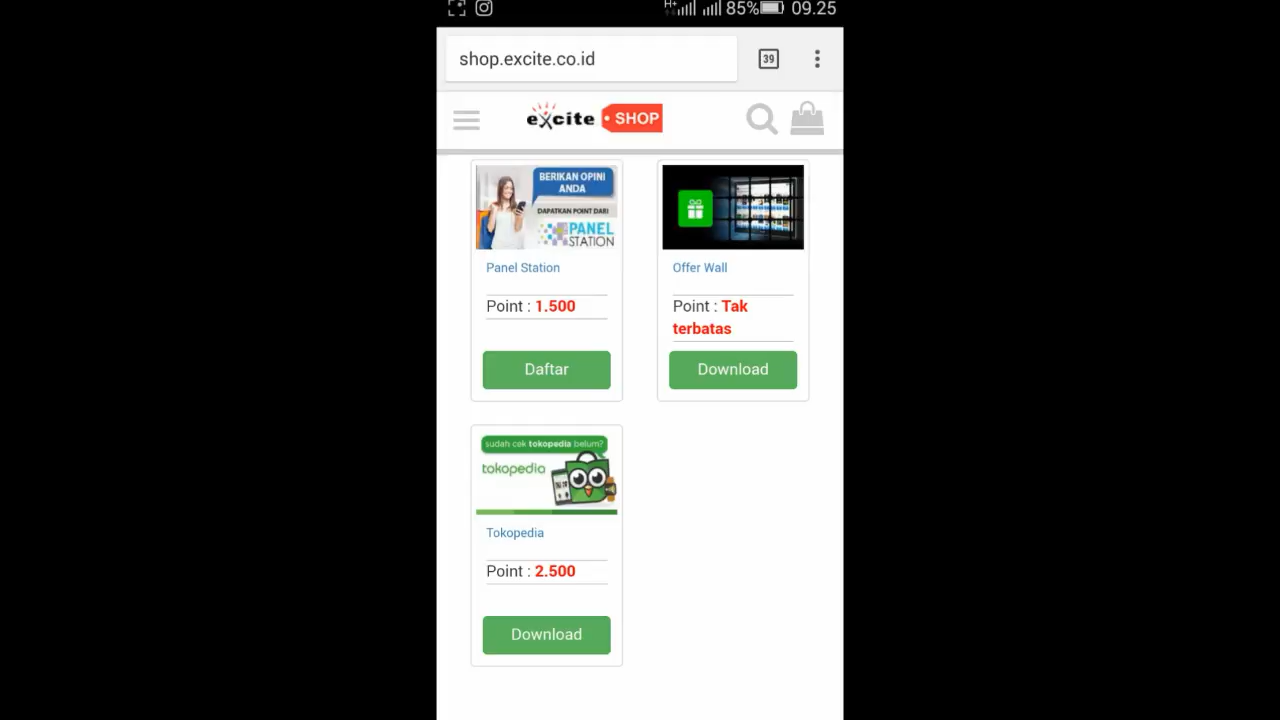 H+ 85% 09.25
shop.excite.co.id 39
excite SHOP
BERIKAN OPINI
ANDA
DAPATKAN POINT DARI
PANEL
STATION
Panel Station
Point : 1.500
Daftar
Offer Wall
Point : Tak
terbatas
Download
sudah cek tokopedia belum?
tokopedia
Tokopedia
Point : 2.500
Download